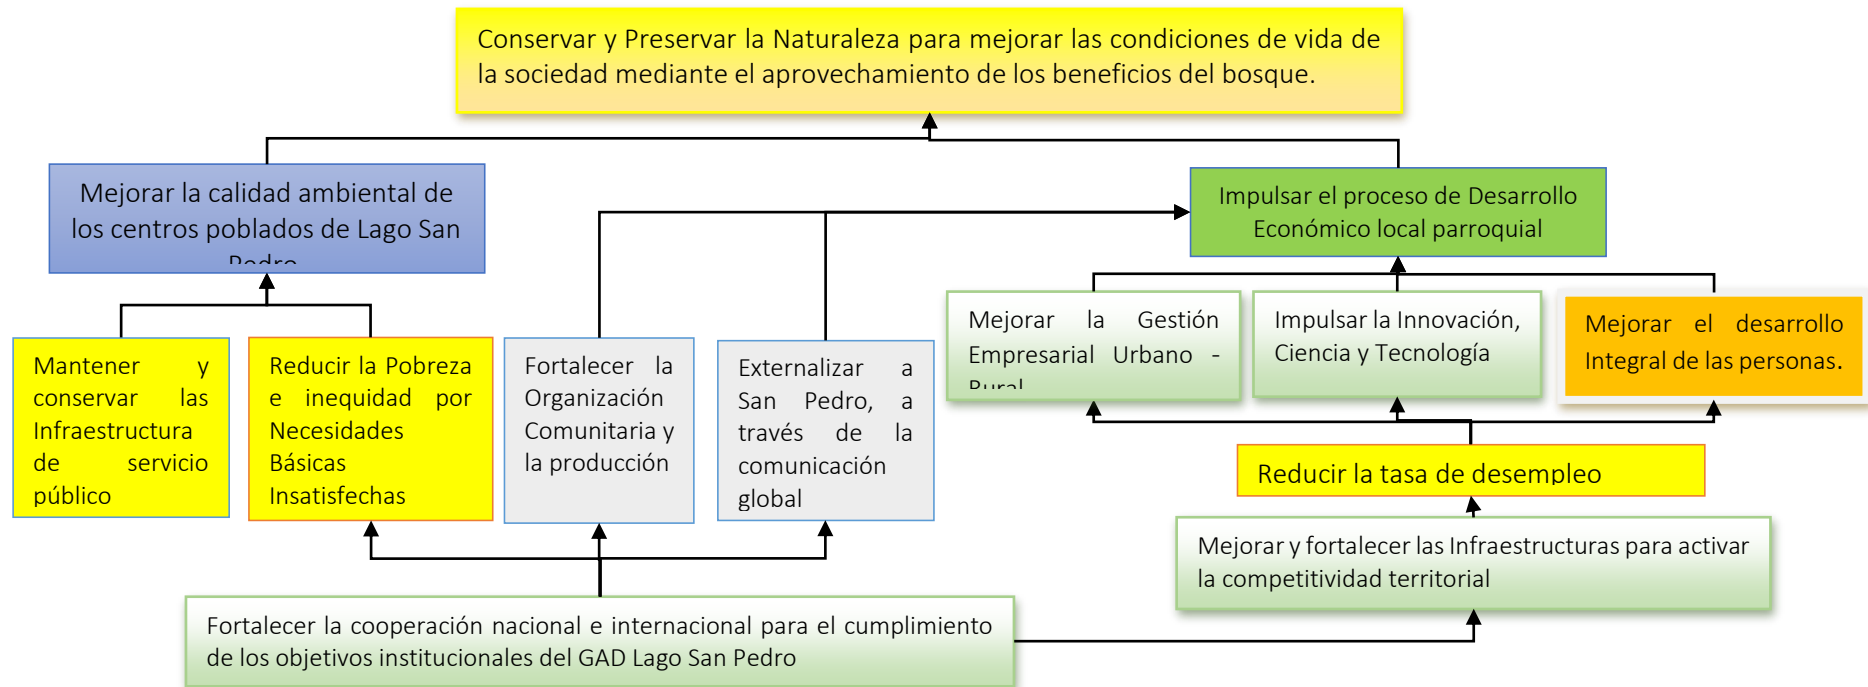 Conservar y Preservar la Naturaleza para mejorar las condiciones de vida de
la sociedad mediante el aprovechamiento de los beneficios del bosque.
Mejorar la calidad ambiental de
los centros poblados de Lago San
Pedro
Impulsar el proceso de Desarrollo
Económico local parroquial
Mantener y
conservar las
Infraestructura
de servicio
público
Reducir la Pobreza
e inequidad por
Necesidades
Básicas
Insatisfechas
Fortalecer la
Organización
Comunitaria y
la producción
Externalizar a
San Pedro, a
través de la
comunicación
global
Mejorar la Gestión
Empresarial Urbano -
Rural
Impulsar la Innovación,
Ciencia y Tecnología
Mejorar el desarrollo
Integral de las personas.
Reducir la tasa de desempleo
Mejorar y fortalecer las Infraestructuras para activar
la competitividad territorial
Fortalecer la cooperación nacional e internacional para el cumplimiento
de los objetivos institucionales del GAD Lago San Pedro